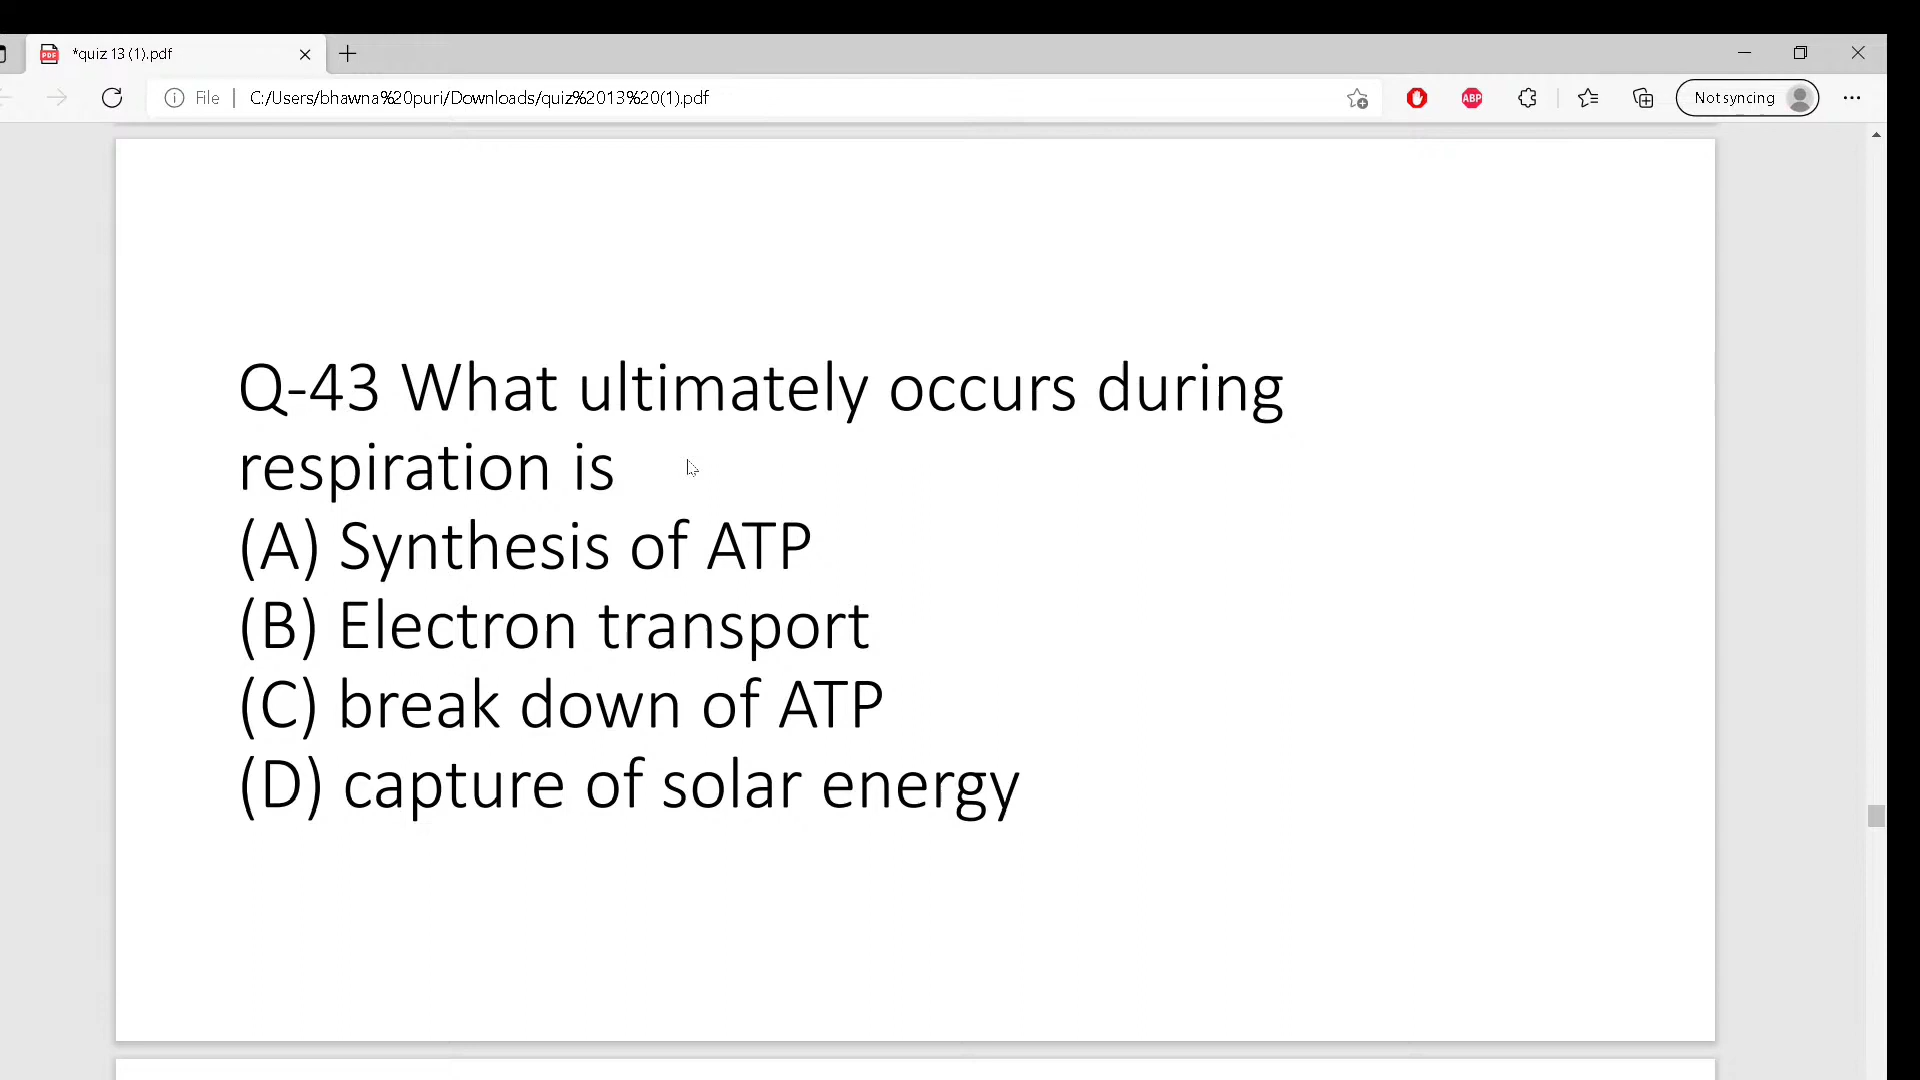 *quiz 13 (1).pdf
File
C:/Users/bhawna%20puri/Downloads/quiz%2013%20(1).pdf
ABP
Not syncing
Q-43 What ultimately occurs during
respiration is
(A) Synthesis of ATP
(B) Electron transport
(C) break down of ATP
(D) capture of solar energy